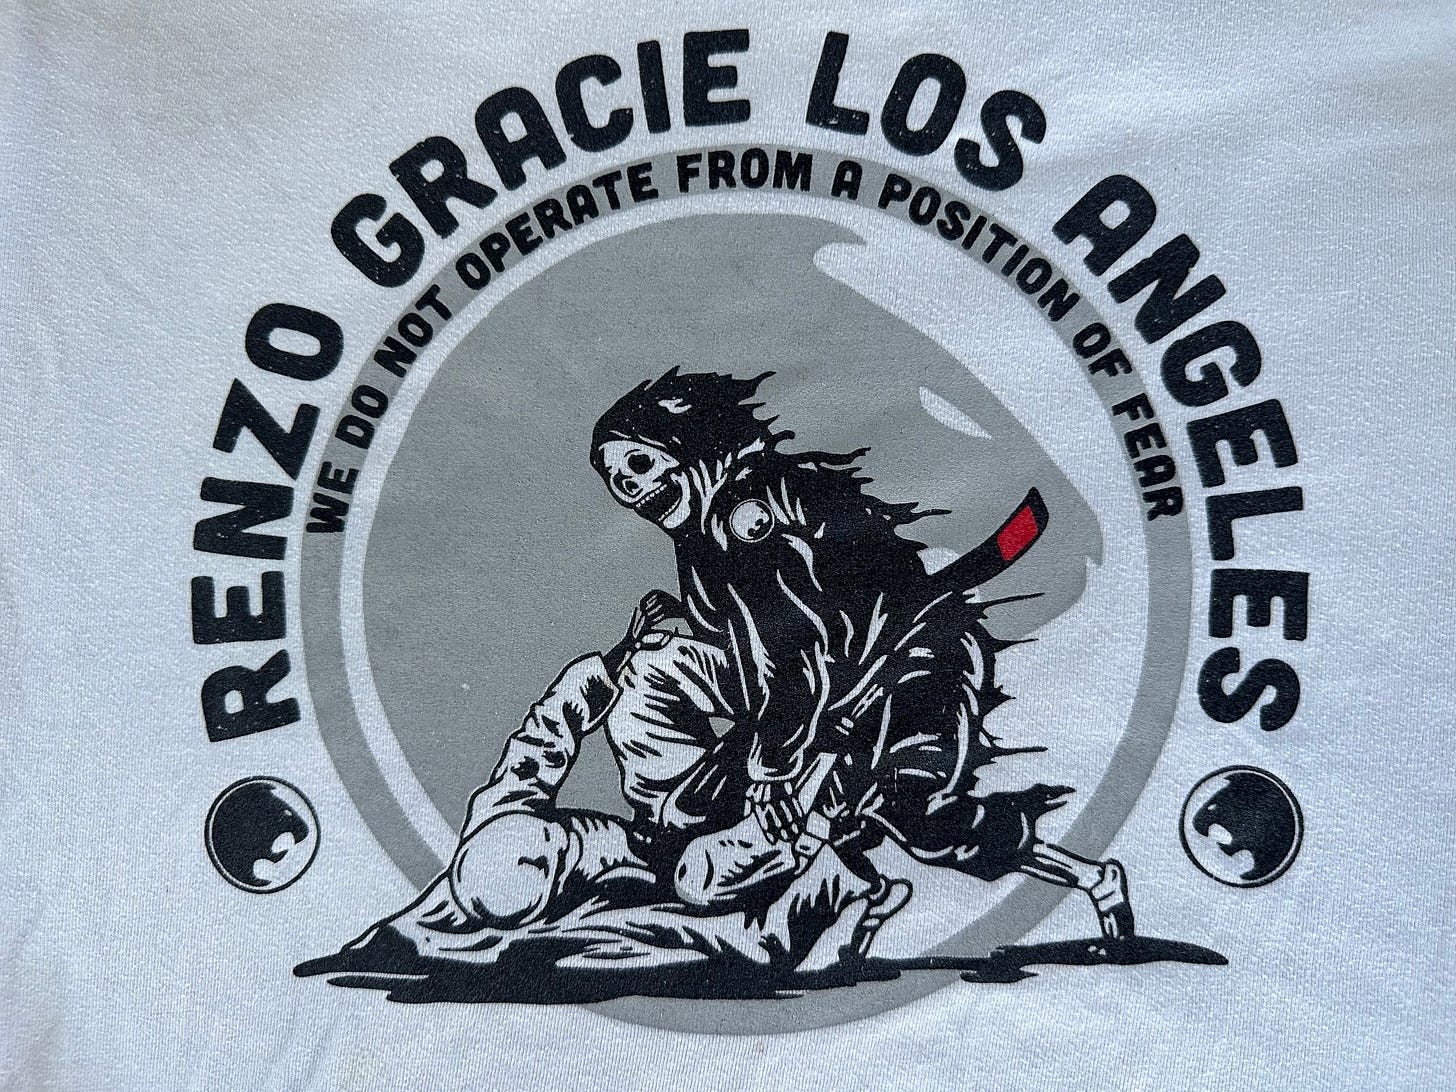 RENZO GRACIE LOS ANGELES
WE DO NOT OPERATE FROM A POSITION OF FEAR